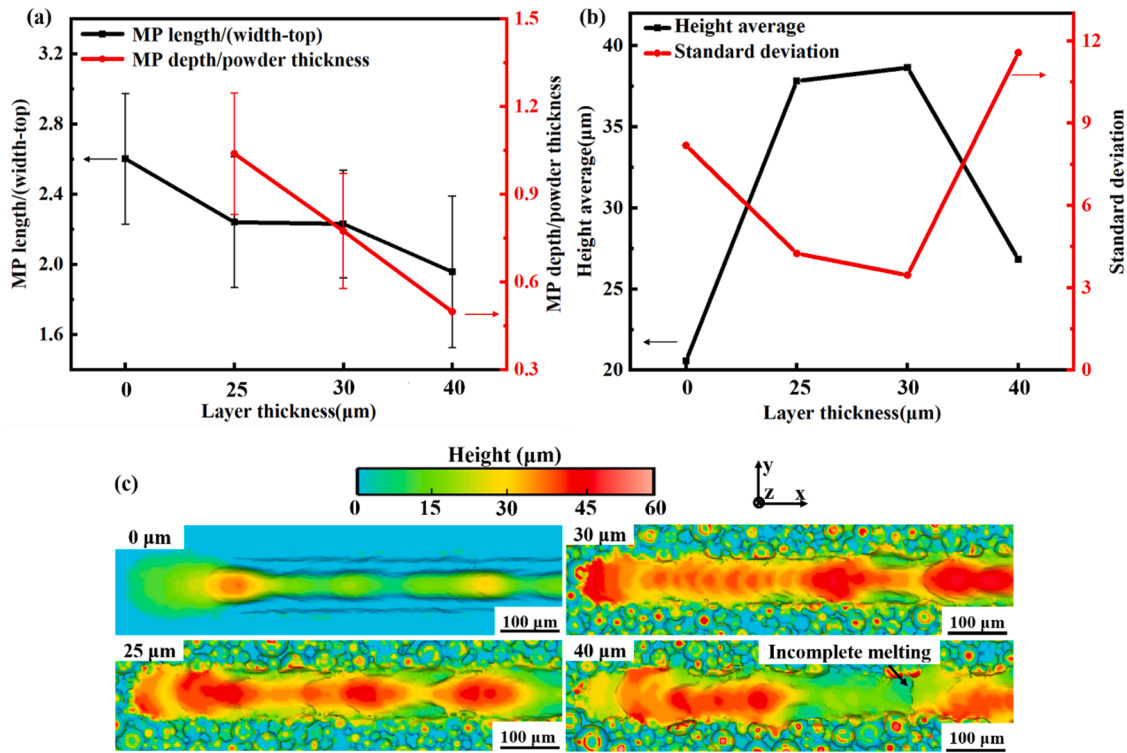 (a)
MP length/(width-top)
MP depth/powder thickness
3.2
2.8
2.4
2.0
1.6
MP length/(width-top)
1.5
1.2
0.9
0.6
0.3
MP depth/powder thickness
0
25
30
40
Layer thickness(μm)
(b)
Height average
Standard deviation
40
35
30
25
20
Height average(μm)
12
9
6
3
0
Standard deviation
0
25
30
40
Layer thickness(μm)
(c)
Height (μm)
0
15
30
45
60
y
z
x
0 μm
100 μm
30 μm
100 μm
25 μm
100 μm
40 μm
Incomplete melting
100 μm